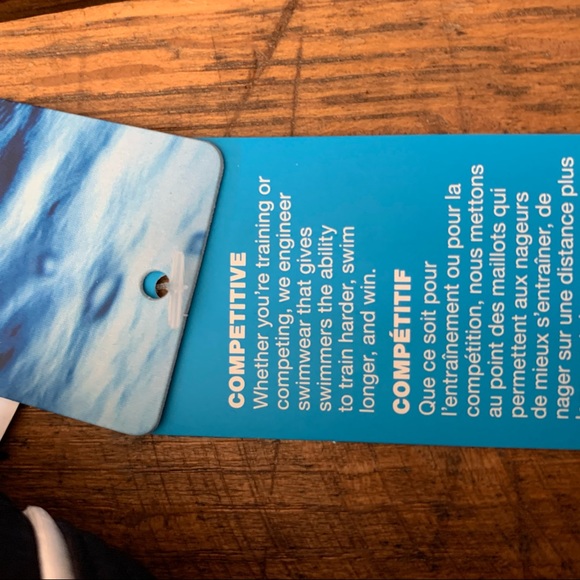 COMPETITIVE
Whether you're training or
competing, we engineer
swimwear that gives
swimmers the ability
to train harder, swim
longer, and win.
COMPÉTITIF
Que ce soit pour
l'entraînement ou pour la
compétition, nous mettons
au point des maillots qui
permettent aux nageurs
de mieux s'entraîner, de
nager sur une distance plus